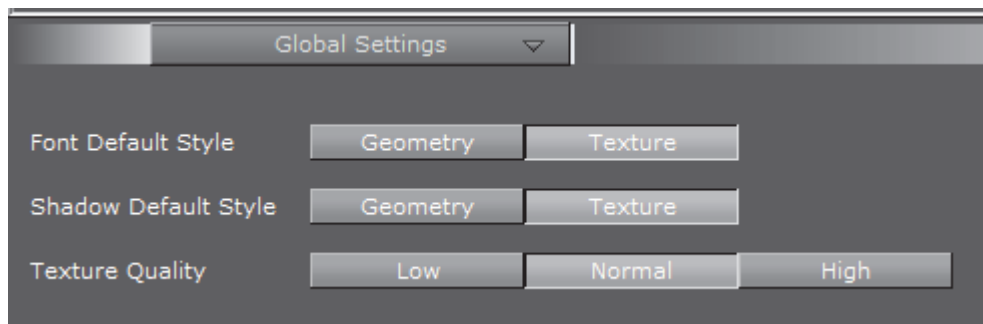 Global Settings
Font Default Style Geometry Texture
Shadow Default Style Geometry Texture
Texture Quality Low Normal High